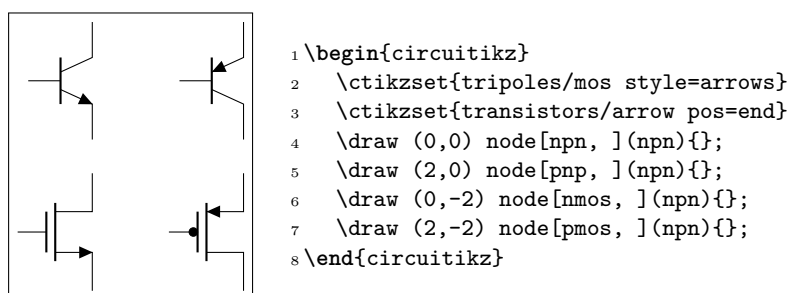 1 \begin{circuitikz}
2 \ctikzset{tripoles/mos style=arrows}
3 \ctikzset{transistors/arrow pos=end}
4 \draw (0,0) node[npn, ](npn){};
5 \draw (2,0) node[pnp, ](npn){};
6 \draw (0,-2) node[nmos, ](npn){};
7 \draw (2,-2) node[pmos, ](npn){};
8 \end{circuitikz}